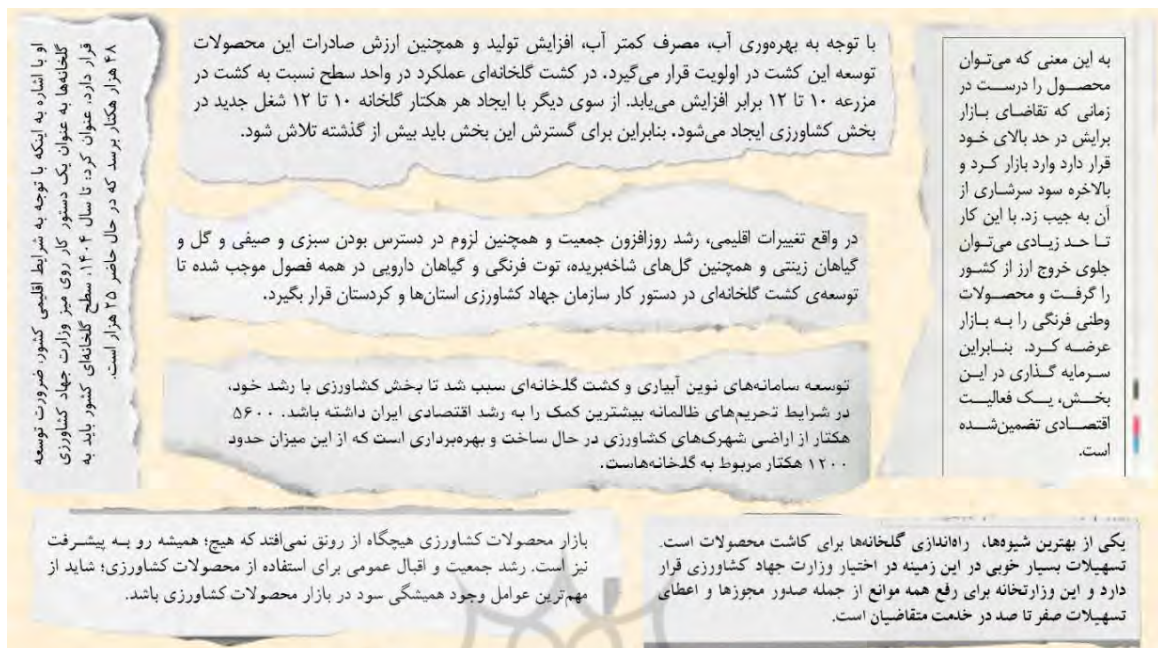 با توجه به بهره‌وری آب، مصرف کمتر آب، افزایش تولید و همچنین ارزش صادرات این محصولات
توسعه این کشت در اولویت قرار می‌گیرد. در کشت گلخانه‌ای عملکرد در واحد سطح نسبت به کشت در
مزرعه ۱۰ تا ۱۲ برابر افزایش می‌یابد. از سوی دیگر با ایجاد هر هکتار گلخانه ۱۰ تا ۱۲ شغل جدید در
بخش کشاورزی ایجاد می‌شود. بنابراین برای گسترش این بخش باید بیش از گذشته تلاش شود.
به این معنی که می‌توان
محصول را درست در
زمانی که تقاضای بازار
برایش در حد بالای خود
قرار دارد وارد بازار کرد و
بالاخره سود سرشاری از
آن به جیب زد. با این کار
تا حد زیادی می‌توان
جلوی خروج ارز از کشور
را گرفت و محصولات
وطنی فرنگی را به بازار
عرضه کرد. بنابراین
سرمایه گذاری در این
بخش، یک فعالیت
اقتصادی تضمین‌شده
است.
در واقع تغییرات اقلیمی، رشد روزافزون جمعیت و همچنین لزوم در دسترس بودن سبزی و صیفی و گل و
گیاهان زینتی و همچنین گل‌های شاخه‌بریده، توت فرنگی و گیاهان دارویی در همه فصول موجب شده تا
توسعه‌ی کشت گلخانه‌ای در دستور کار سازمان جهاد کشاورزی استان‌ها و کردستان قرار بگیرد.
توسعه سامانه‌های نوین آبیاری و کشت گلخانه‌ای سبب شد تا بخش کشاورزی با رشد خود،
در شرایط تحریم‌های ظالمانه بیشترین کمک را به رشد اقتصادی ایران داشته باشد. ۵۶۰۰
هکتار از اراضی شهرک‌های کشاورزی در حال ساخت و بهره‌برداری است که از این میزان حدود
۱۲۰۰ هکتار مربوط به گلخانه‌هاست.
او با اشاره به اینکه با توجه به شرایط اقلیمی کشور، ضرورت توسعه
گلخانه‌ها به عنوان یک دستور کار روی میز وزارت جهاد کشاورزی
قرار دارد، عنوان کرد: تا سال ۱۴۰۴، سطح گلخانه‌های کشور باید به
۴۸ هزار هکتار برسد که در حال حاضر ۲۵ هزار است.
یکی از بهترین شیوه‌ها، راه‌اندازی گلخانه‌ها برای کاشت محصولات است.
تسهیلات بسیار خوبی در این زمینه در اختیار وزارت جهاد کشاورزی قرار
دارد و این وزارتخانه برای رفع همه موانع از جمله صدور مجوزها و اعطای
تسهیلات صفر تا صد در خدمت متقاضیان است.
بازار محصولات کشاورزی هیچگاه از رونق نمی‌افتد که هیچ؛ همیشه رو به پیشرفت
نیز است. رشد جمعیت و اقبال عمومی برای استفاده از محصولات کشاورزی؛ شاید از
مهم‌ترین عوامل وجود همیشگی سود در بازار محصولات کشاورزی باشد.